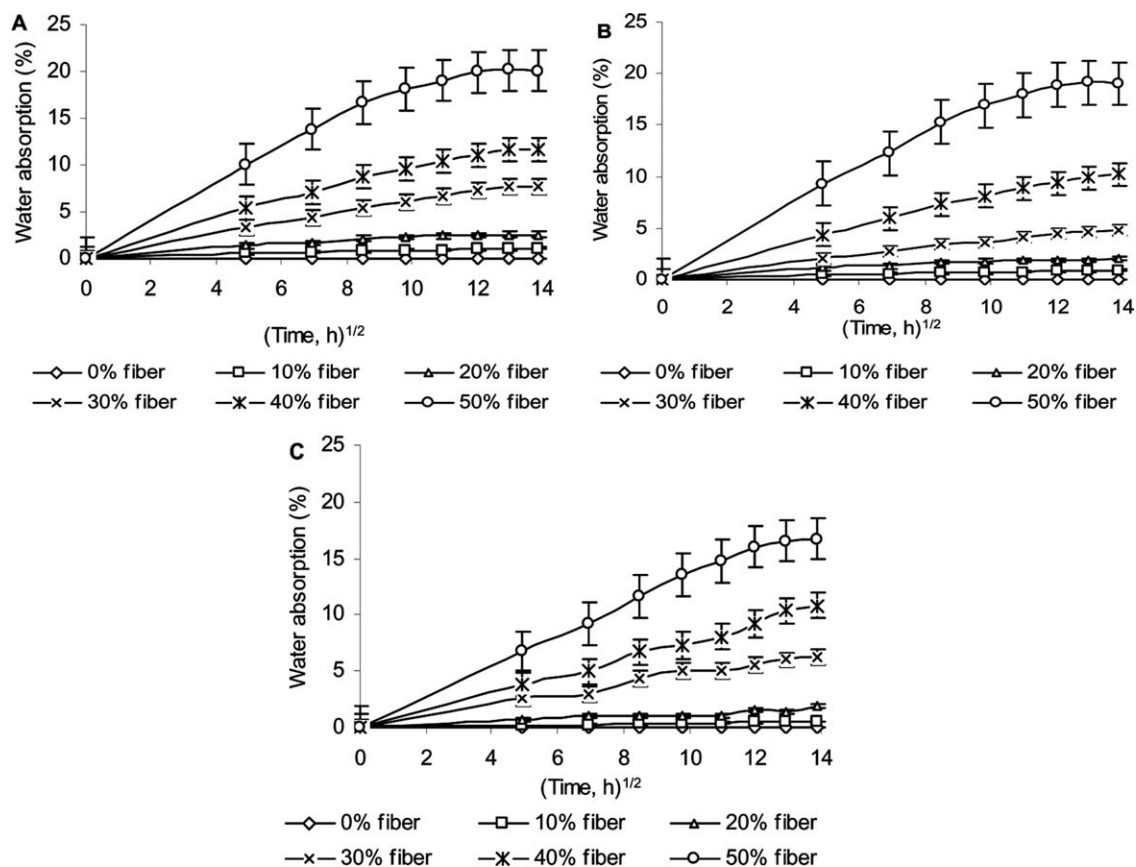 A
Water absorption (%)
25
20
15
10
5
0
0 2 4 6 8 10 12 14
(Time, h)1/2
0% fiber 10% fiber 20% fiber
30% fiber 40% fiber 50% fiber
B
Water absorption (%)
25
20
15
10
5
0
0 2 4 6 8 10 12 14
(Time, h)1/2
0% fiber 10% fiber 20% fiber
30% fiber 40% fiber 50% fiber
C
Water absorption (%)
25
20
15
10
5
0
0 2 4 6 8 10 12 14
(Time, h)1/2
0% fiber 10% fiber 20% fiber
30% fiber 40% fiber 50% fiber